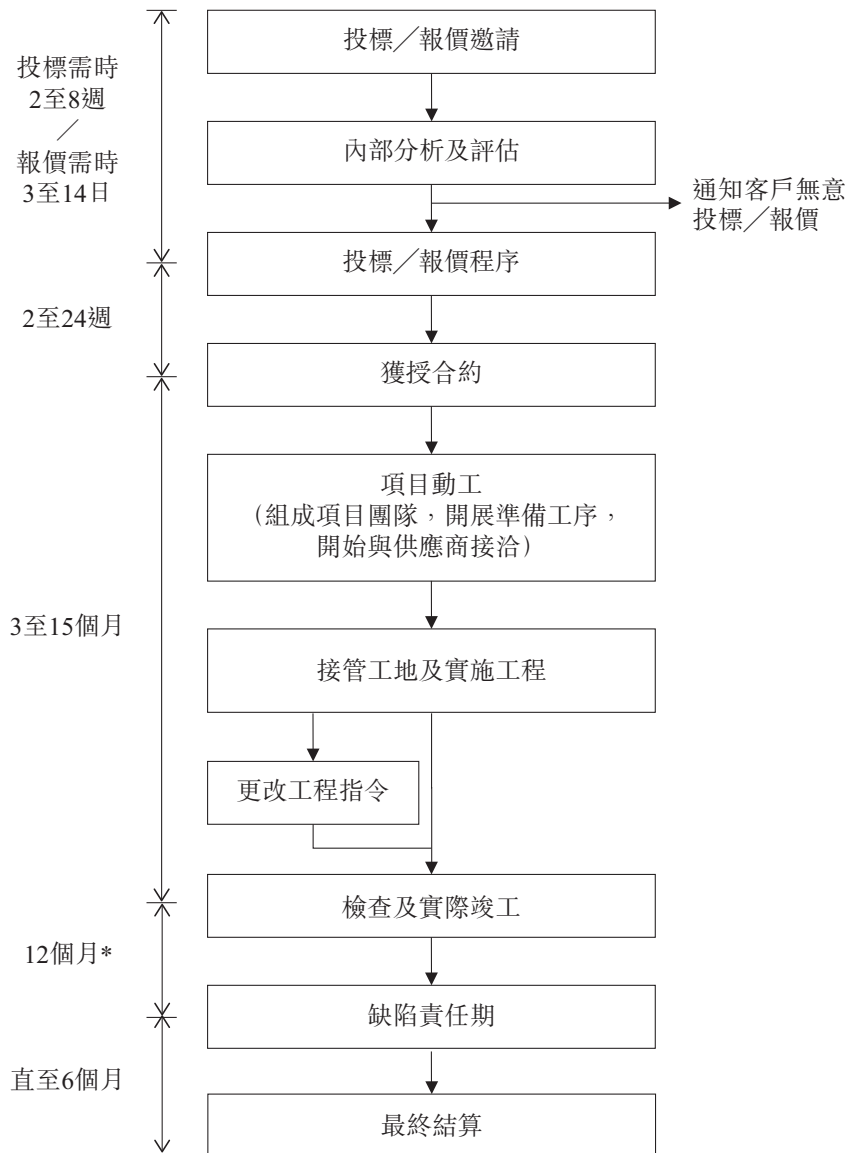 投標／報價邀請
投標需時
2至8週
／
報價需時
3至14日
內部分析及評估
通知客戶無意
投標／報價
投標／報價程序
2至24週
獲授合約
項目動工
（組成項目團隊，開展準備工序，
開始與供應商接洽）
3至15個月
接管工地及實施工程
更改工程指令
檢查及實際竣工
12個月*
缺陷責任期
直至6個月
最終結算